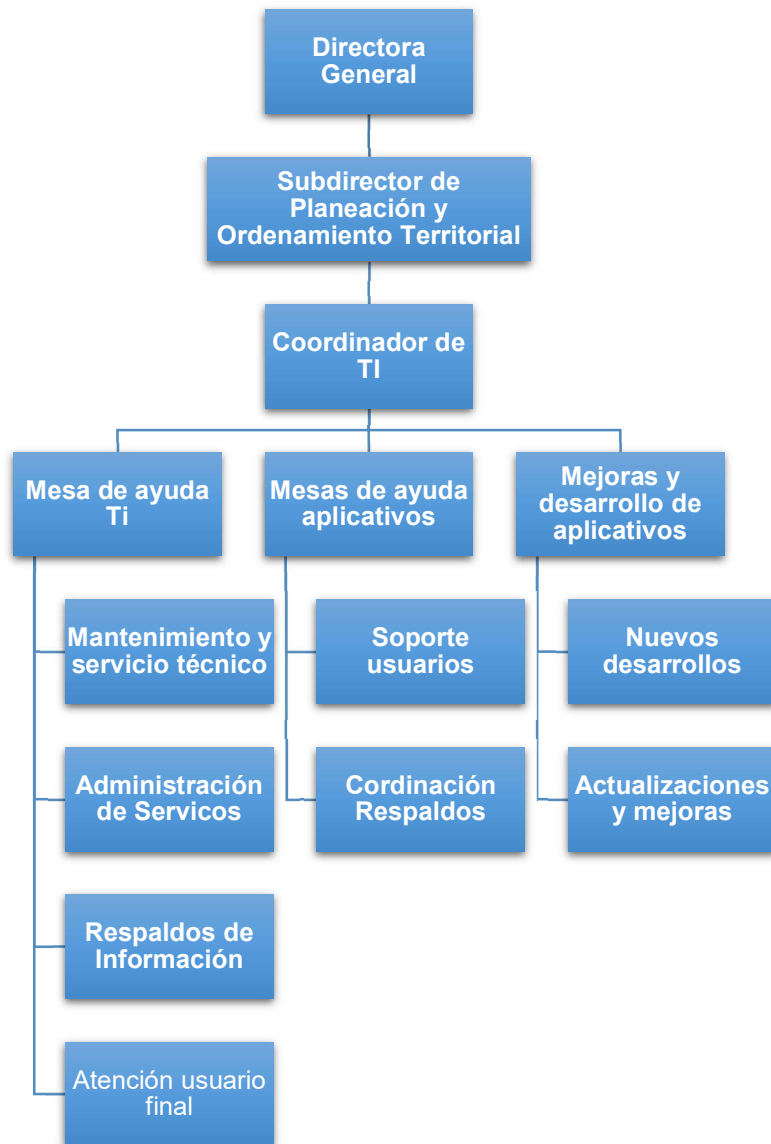 Directora
General
Subdirector de
Planeación y
Ordenamiento Territorial
Coordinador de
TI
Mesa de ayuda
Ti
Mesas de ayuda
aplicativos
Mejoras y
desarrollo de
aplicativos
Mantenimiento y
servicio técnico
Soporte
usuarios
Nuevos
desarrollos
Administración
de Servicos
Cordinación
Respaldos
Actualizaciones
y mejoras
Respaldos de
Información
Atención usuario
final